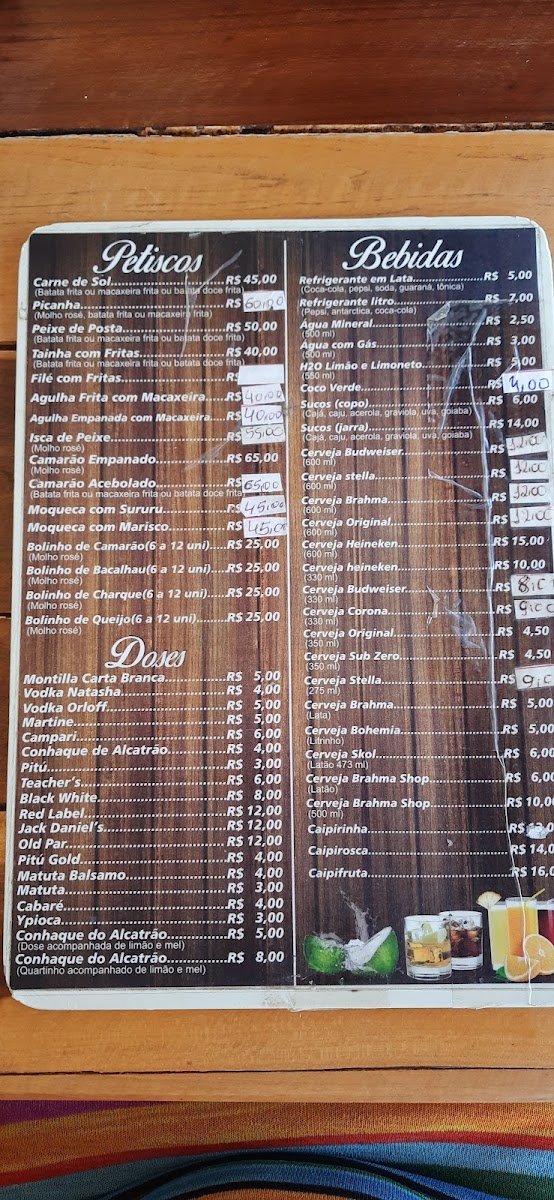 Petiscos
Carne de Sol..........R$ 45,00
(Batata frita ou macaxeira frita ou batata doce frita)
Picanha..........R$ 60,00
(Molho rosé, batata frita ou macaxeira frita)
Peixe de Posta..........R$ 50,00
(Batata frita ou macaxeira frita ou batata doce frita)
Tainha com Fritas..........R$ 40,00
(Batata frita ou macaxeira frita ou batata doce frita)
Filé com Fritas..........R$
Agulha Frita com Macaxeira....R$ 40,00
Agulha Empanada com Macaxeira...R$ 40,00
Isca de Peixe..........R$ 55,00
(Molho rosé)
Camarão Empanado..........R$ 65,00
(Molho rosé)
Camarão Acebolado..........R$ 65,00
(Batata frita ou macaxeira frita ou batata doce frita)
Moqueca com Sururu..........R$ 45,00
Moqueca com Marisco..........R$ 45,00
Bolinho de Camarão(6 a 12 uni)....R$ 25,00
(Molho rosé)
Bolinho de Bacalhau(6 a 12 uni)...R$ 25,00
(Molho rosé)
Bolinho de Charque(6 a 12 uni)....R$ 25,00
(Molho rosé)
Bolinho de Queijo(6 a 12 uni)......R$ 25,00
(Molho rosé)
Doses
Montilla Carta Branca..........R$ 5,00
Vodka Natasha..........R$ 4,00
Vodka Orloff..........R$ 5,00
Martine..........R$ 5,00
Campari..........R$ 6,00
Conhaque de Alcatrão..........R$ 4,00
Pitú..........R$ 3,00
Teacher's..........R$ 6,00
Black White..........R$ 8,00
Red Label..........R$ 12,00
Jack Daniel's..........R$ 12,00
Old Par..........R$ 12,00
Pitú Gold..........R$ 4,00
Matuta Balsamo..........R$ 4,00
Matuta..........R$ 3,00
Cabaré..........R$ 4,00
Ypioca..........R$ 3,00
Conhaque do Alcatrão..........R$ 5,00
(Dose acompanhada de limão e mel)
Conhaque do Alcatrão..........R$ 8,00
(Quartinho acompanhado de limão e mel)
Bebidas
Refrigerante em Lata..........R$ 5,00
(Coca-cola, pepsi, soda, guaraná, tônica)
Refrigerante litro..........R$ 7,00
(Pepsi, antarctica, coca-cola)
Água Mineral..........R$ 2,50
(500 ml)
Água com Gás..........R$ 3,00
(500 ml)
H2O Limão e Limoneto..........R$ 5,00
(550 ml)
Coco Verde..........R$ 4,00
Sucos (copo)..........R$ 6,00
(Cajá, caju, acerola, graviola, uva, goiaba)
Sucos (jarra)..........R$ 14,00
(Cajá, caju, acerola, graviola, uva, goiaba)
Cerveja Budweiser..........R$ 12,00
(600 ml)
Cerveja stella..........R$ 12,00
(600 ml)
Cerveja Brahma..........R$ 12,00
(600 ml)
Cerveja Original..........R$ 12,00
(600 ml)
Cerveja Heineken..........R$ 15,00
(600 ml)
Cerveja heineken..........R$ 10,00
(330 ml)
Cerveja Budweiser..........R$ 8,0
(330 ml)
Cerveja Corona..........R$ 9,00
(330 ml)
Cerveja Original..........R$ 4,50
(350 ml)
Cerveja Sub Zero..........R$ 4,50
(350 ml)
Cerveja Stella..........R$ 9,0
(275 ml)
Cerveja Brahma..........R$ 5,00
(Lata)
Cerveja Bohemia..........R$ 5,00
(Litrinho)
Cerveja Skol..........R$ 6,00
(Latão 473 ml)
Cerveja Brahma Shop..........R$ 6,00
(Latão)
Cerveja Brahma Shop..........R$ 10,0
(500 ml)
Caipirinha..........R$
Caipirosca..........R$ 14,0
Caipifruta..........R$ 16,0